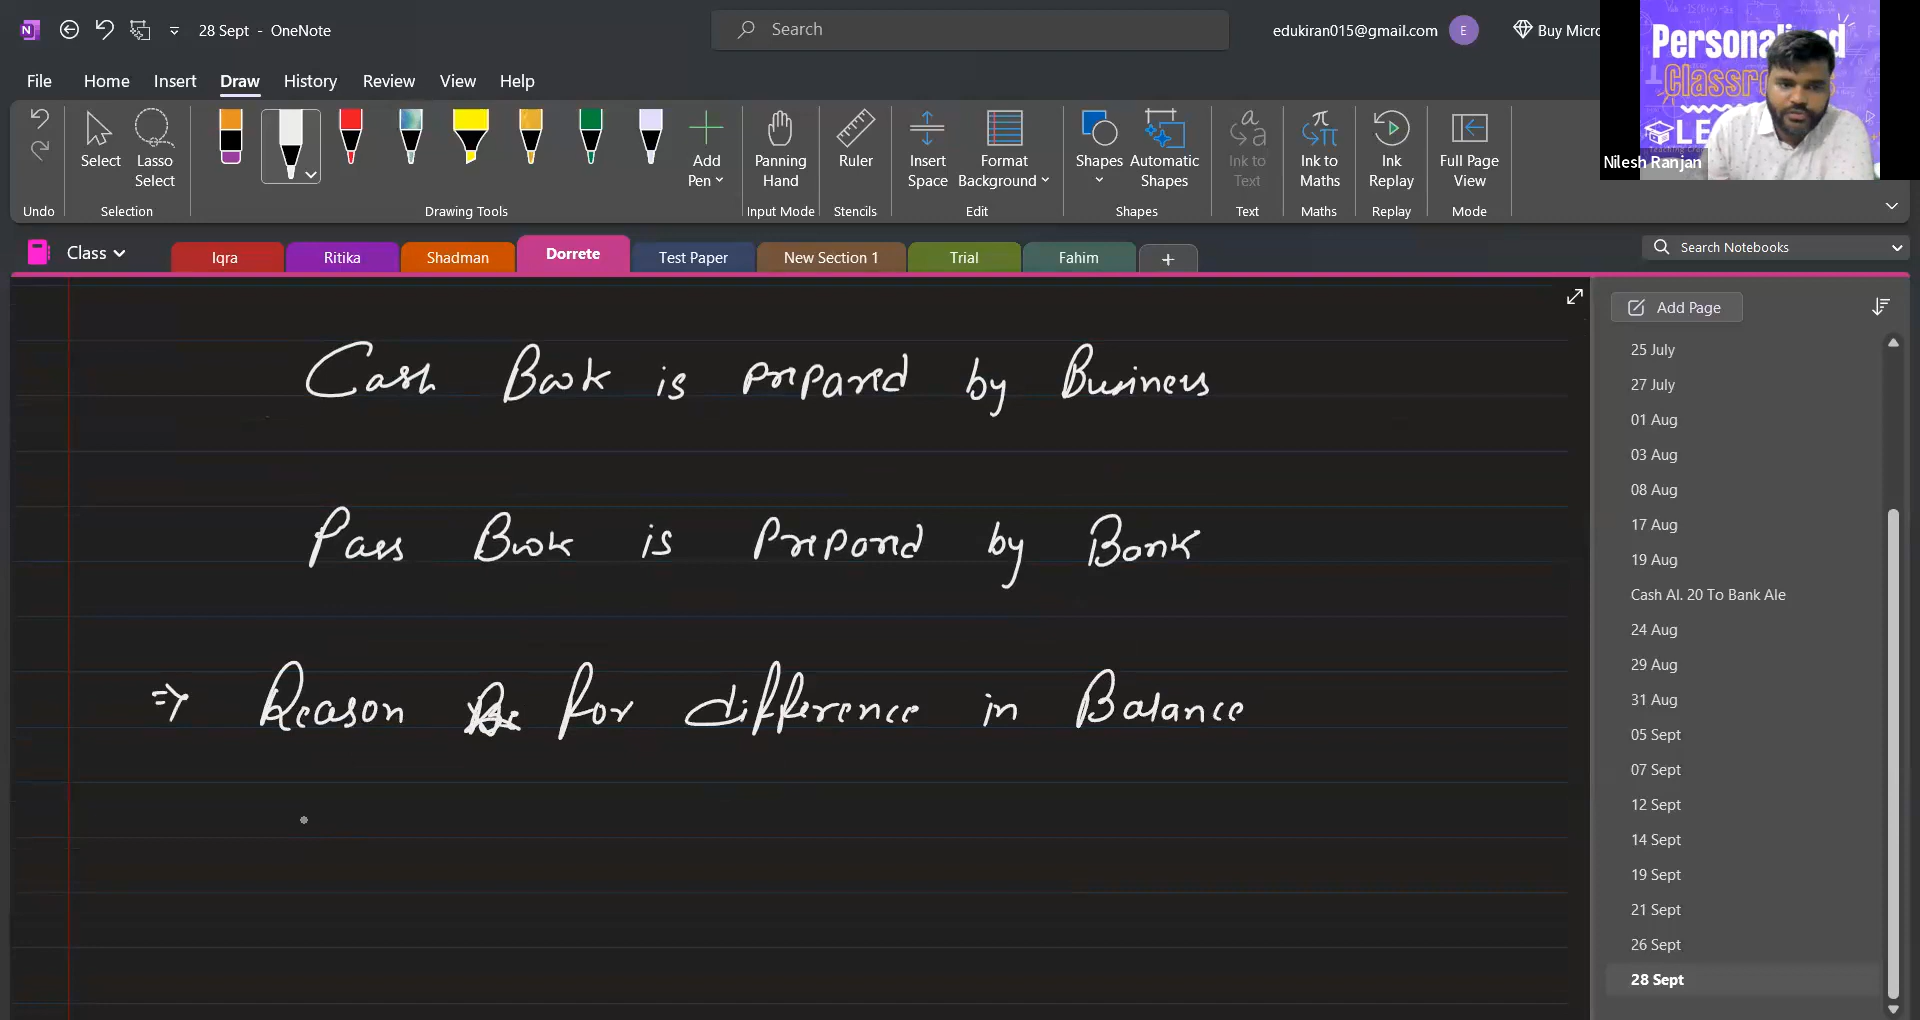 28 Sept - OneNote
Search
edukiran015@gmail.com
E
Buy Micro
Personalized
Nilesh Ranjan
File Home Insert Draw History Review View Help
Undo
Select
Lasso Select
Selection
Drawing Tools
Add Pen
Panning Hand
Input Mode
Ruler
Stencils
Insert Space
Format Background
Edit
Shapes
Automatic Shapes
Shapes
Ink to Text
Text
Ink to Maths
Maths
Ink Replay
Replay
Full Page View
Mode
Class
Iqra
Ritika
Shadman
Dorrete
Test Paper
New Section 1
Trial
Fahim
+
Search Notebooks
Cash Book is prepared by Business
Pass Book is Prepared by Bank
⇒ Reason for difference in Balance
Add Page
25 July
27 July
01 Aug
03 Aug
08 Aug
17 Aug
19 Aug
Cash Al. 20 To Bank Ale
24 Aug
29 Aug
31 Aug
05 Sept
07 Sept
12 Sept
14 Sept
19 Sept
21 Sept
26 Sept
28 Sept